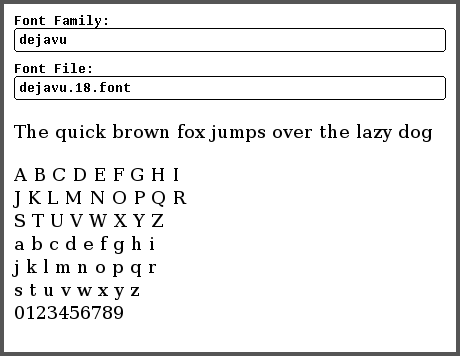 Font Family:
dejavu
Font File:
dejavu.18.font
The quick brown fox jumps over the lazy dog
A B C D E F G H I
J K L M N O P Q R
S T U V W X Y Z
a b c d e f g h i
j k l m n o p q r
s t u v w x y z
0123456789